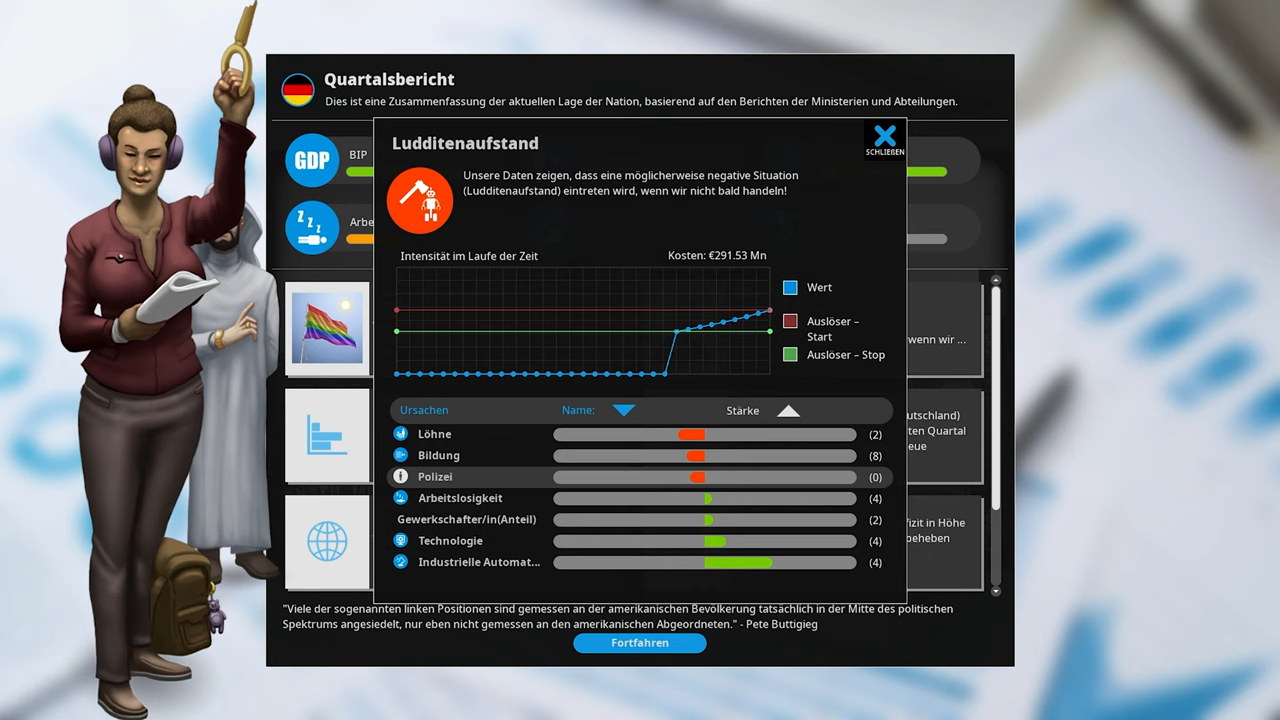 Quartalsbericht
Dies ist eine Zusammenfassung der aktuellen Lage der Nation, basierend auf den Berichten der Ministerien und Abteilungen.
GDP
BIP
Z Z Z
Arbe
Ludditenaufstand
SCHLIEẞEN
Unsere Daten zeigen, dass eine möglicherweise negative Situation
(Ludditenaufstand) eintreten wird, wenn wir nicht bald handeln!
Intensität im Laufe der Zeit
Kosten: €291.53 Mn
Wert
Auslöser –
Start
Auslöser – Stop
Ursachen
Name:
Stärke
Löhne
(2)
Bildung
(8)
Polizei
(0)
Arbeitslosigkeit
(4)
Gewerkschafter/in(Anteil)
(2)
Technologie
(4)
Industrielle Automat...
(4)
wenn wir ...
utschland)
ten Quartal
eue
fizit in Höhe
beheben
"Viele der sogenannten linken Positionen sind gemessen an der amerikanischen Bevölkerung tatsächlich in der Mitte des politischen
Spektrums angesiedelt, nur eben nicht gemessen an den amerikanischen Abgeordneten." - Pete Buttigieg
Fortfahren